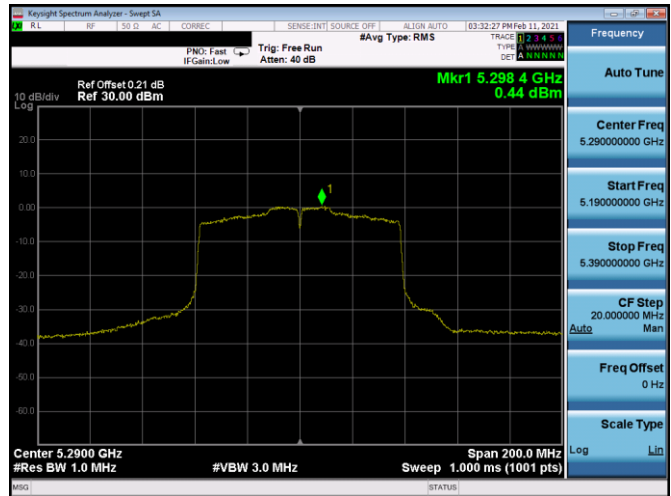 Keysight Spectrum Analyzer - Swept SA
RL RF 50 Ω AC CORREC SENSE:INT SOURCE OFF ALIGN AUTO 03:32:27 PM Feb 11, 2021
#Avg Type: RMS
TRACE 1 2 3 4 5 6
PNO: Fast Trig: Free Run
TYPE A WWWWW
IFGain:Low Atten: 40 dB
DET A N N N N N
Mkr1 5.298 4 GHz
0.44 dBm
Ref Offset 0.21 dB
10 dB/div Ref 30.00 dBm
Log
20.0
10.0
0.00
-10.0
-20.0
-30.0
-40.0
-50.0
-60.0
1
Center 5.2900 GHz Span 200.0 MHz
#Res BW 1.0 MHz #VBW 3.0 MHz Sweep 1.000 ms (1001 pts)
MSG STATUS
Frequency
Auto Tune
Center Freq
5.290000000 GHz
Start Freq
5.190000000 GHz
Stop Freq
5.390000000 GHz
CF Step
20.000000 MHz
Auto Man
Freq Offset
0 Hz
Scale Type
Log Lin